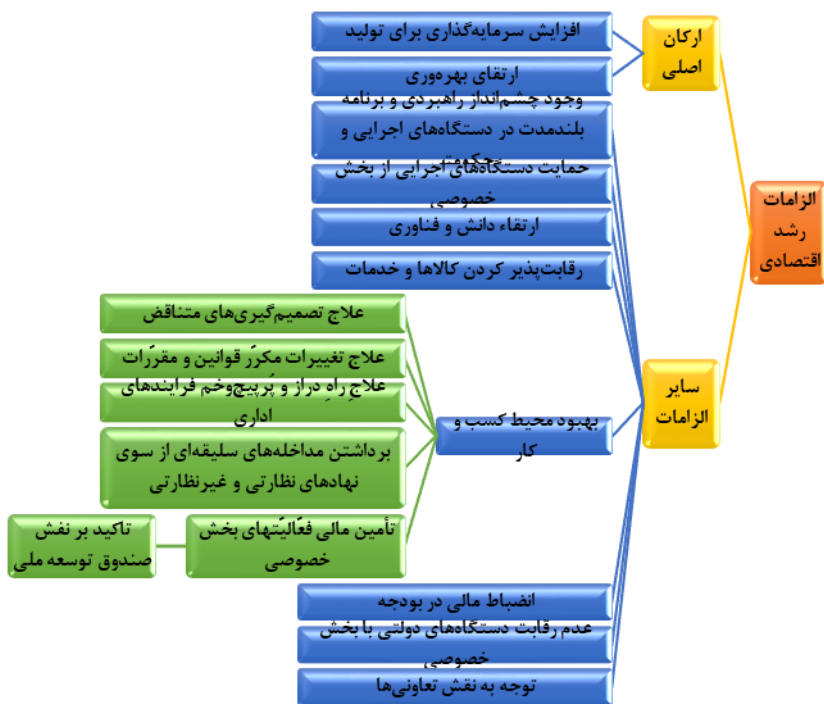 الزامات
رشد
اقتصادی
ارکان
اصلی
افزایش سرمایه‌گذاری برای تولید
ارتقای بهره‌وری
سایر
الزامات
وجود چشم‌انداز راهبردی و برنامه
بلندمدت در دستگاه‌های اجرایی و
حکومتی
حمایت دستگاه‌های اجرایی از بخش
خصوصی
ارتقاء دانش و فناوری
رقابت‌پذیر کردن کالاها و خدمات
بهبود محیط کسب و
کار
علاج تصمیم‌گیری‌های متناقض
علاج تغییرات مکرّر قوانین و مقرّرات
علاجِ راهِ دراز و پُرپیچ‌وخم فرایندهای
اداری
برداشتن مداخله‌های سلیقه‌ای از سوی
نهادهای نظارتی و غیرنظارتی
تأمین مالی فعّالیّتهای بخش
خصوصی
تاکید بر نقش
صندوق توسعه ملی
انضباط مالی در بودجه
عدم رقابت دستگاه‌های دولتی با بخش
خصوصی
توجه به نقش تعاونی‌ها